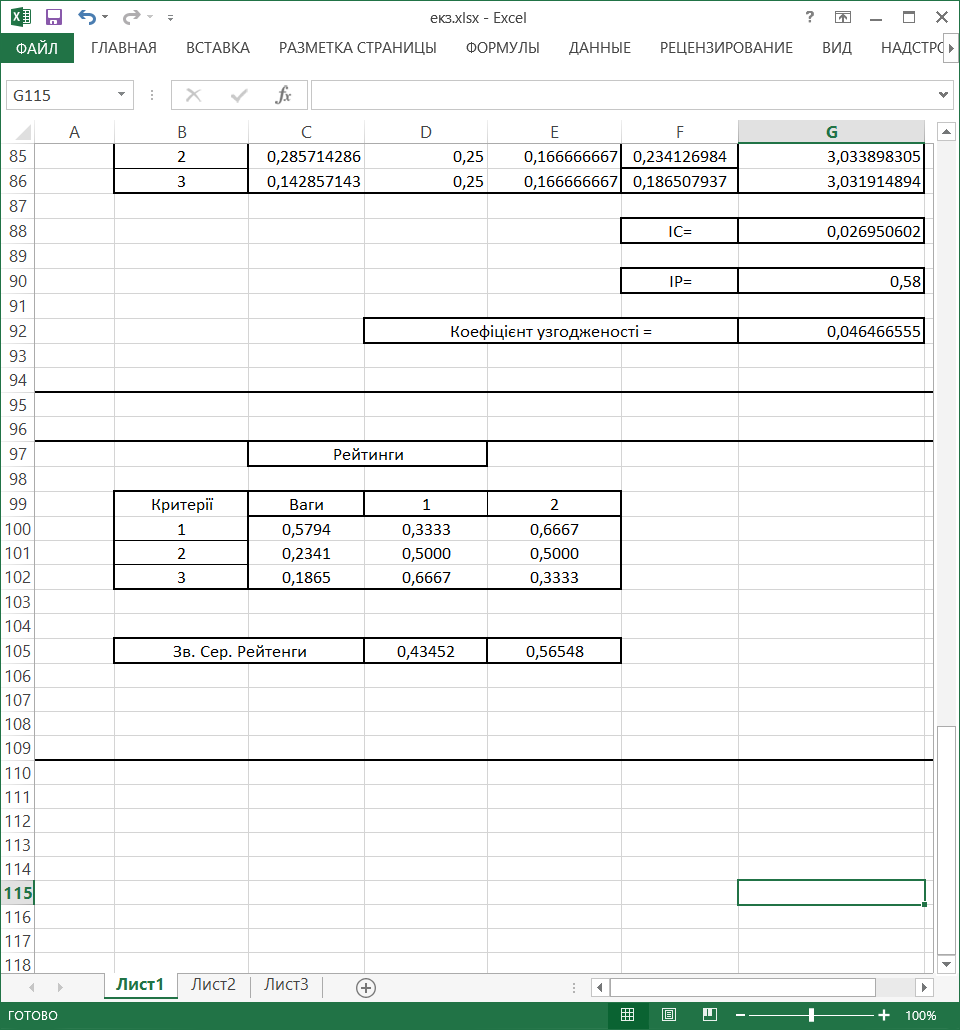 екз.xlsx - Excel
ФАЙЛ ГЛАВНАЯ ВСТАВКА РАЗМЕТКА СТРАНИЦЫ ФОРМУЛЫ ДАННЫЕ РЕЦЕНЗИРОВАНИЕ ВИД НАДСТРО
G115 fx
A B C D E F G
85 2 0,285714286 0,25 0,166666667 0,234126984 3,033898305
86 3 0,142857143 0,25 0,166666667 0,186507937 3,031914894
87
88 ІС= 0,026950602
89
90 ІР= 0,58
91
92 Коефіцієнт узгодженості = 0,046466555
93
94
95
96
97 Рейтинги
98
99 Критерії Ваги 1 2
100 1 0,5794 0,3333 0,6667
101 2 0,2341 0,5000 0,5000
102 3 0,1865 0,6667 0,3333
103
104
105 Зв. Сер. Рейтенги 0,43452 0,56548
106
107
108
109
110
111
112
113
114
115
116
117
118
Лист1 Лист2 Лист3
ГОТОВО 100%